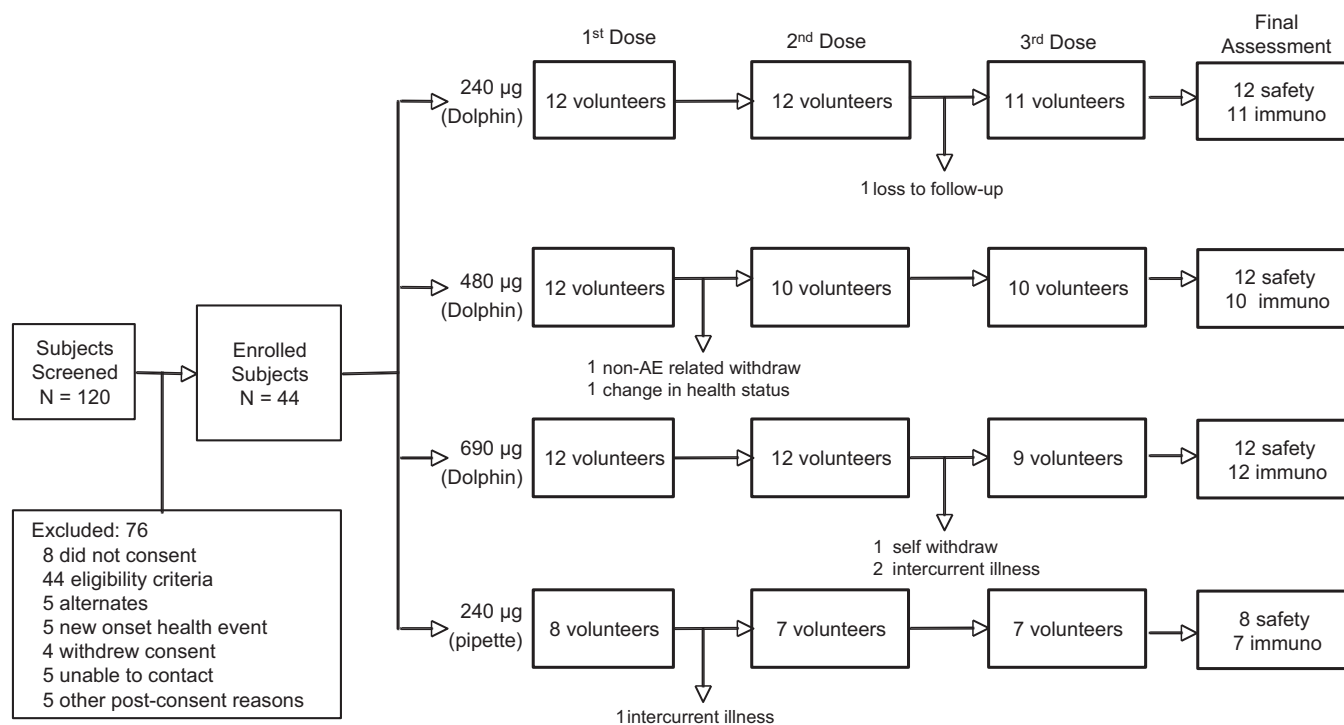 1st Dose
2nd Dose
3rd Dose
Final
Assessment
240 µg
(Dolphin)
12 volunteers
12 volunteers
11 volunteers
12 safety
11 immuno
1 loss to follow-up
480 µg
(Dolphin)
12 volunteers
10 volunteers
10 volunteers
12 safety
10 immuno
1 non-AE related withdraw
1 change in health status
Subjects
Screened
N = 120
Enrolled
Subjects
N = 44
690 µg
(Dolphin)
12 volunteers
12 volunteers
9 volunteers
12 safety
12 immuno
1 self withdraw
2 intercurrent illness
Excluded: 76
8 did not consent
44 eligibility criteria
5 alternates
5 new onset health event
4 withdrew consent
5 unable to contact
5 other post-consent reasons
240 µg
(pipette)
8 volunteers
7 volunteers
7 volunteers
8 safety
7 immuno
1 intercurrent illness